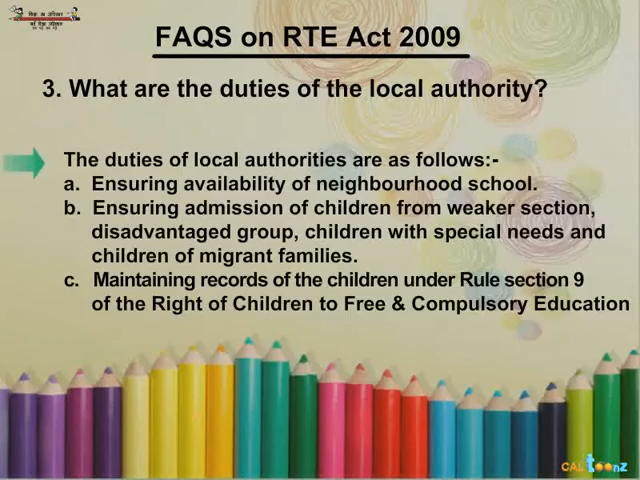 FAQS on RTE Act 2009
3. What are the duties of the local authority?
The duties of local authorities are as follows:-
a. Ensuring availability of neighbourhood school.
b. Ensuring admission of children from weaker section,
disadvantaged group, children with special needs and
children of migrant families.
c. Maintaining records of the children under Rule section 9
of the Right of Children to Free & Compulsory Education
CALtoonz